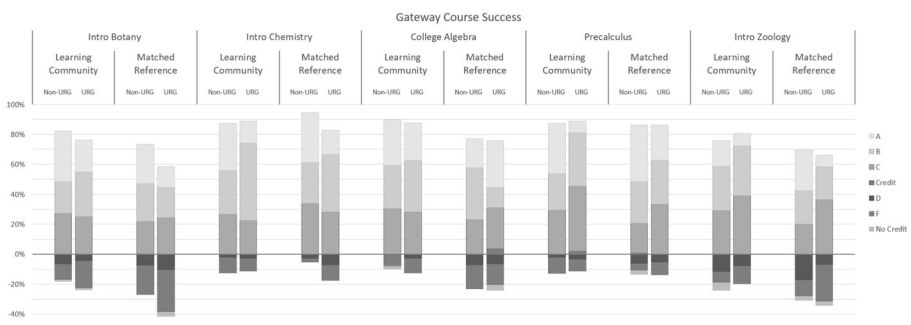 Gateway Course Success
Intro Botany Intro Chemistry College Algebra Precalculus Intro Zoology
Learning Community Matched Reference Learning Community Matched Reference Learning Community Matched Reference Learning Community Matched Reference Learning Community Matched Reference
Non-URG URG Non-URG URG Non-URG URG Non-URG URG Non-URG URG Non-URG URG Non-URG URG Non-URG URG Non-URG URG Non-URG URG
100%
80%
60%
40%
20%
0%
-20%
-40%
A
B
C
Credit
D
F
No Credit